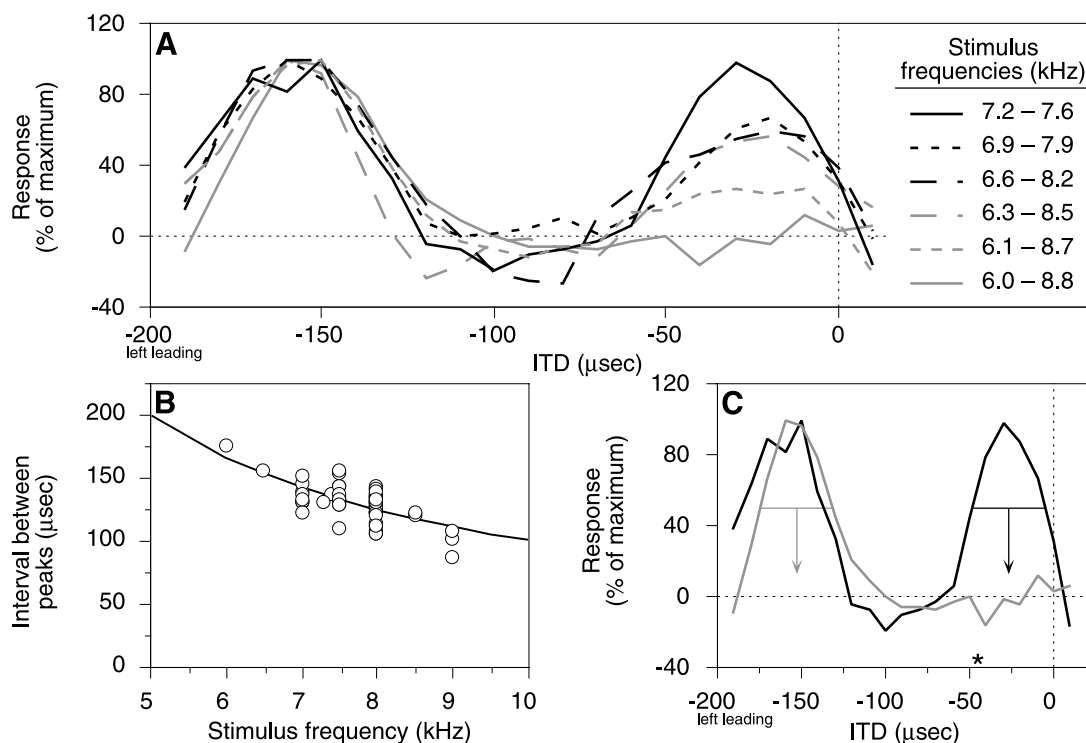 A
Response
(% of maximum)
120
80
40
0
-40
-200
left leading
-150
-100
-50
0
ITD (μsec)
Stimulus
frequencies (kHz)
7.2 – 7.6
6.9 – 7.9
6.6 – 8.2
6.3 – 8.5
6.1 – 8.7
6.0 – 8.8
B
Interval between
peaks (μsec)
200
150
100
50
0
5
6
7
8
9
10
Stimulus frequency (kHz)
C
Response
(% of maximum)
120
80
40
0
-40
*
-200
left leading
-150
-100
-50
0
ITD (μsec)